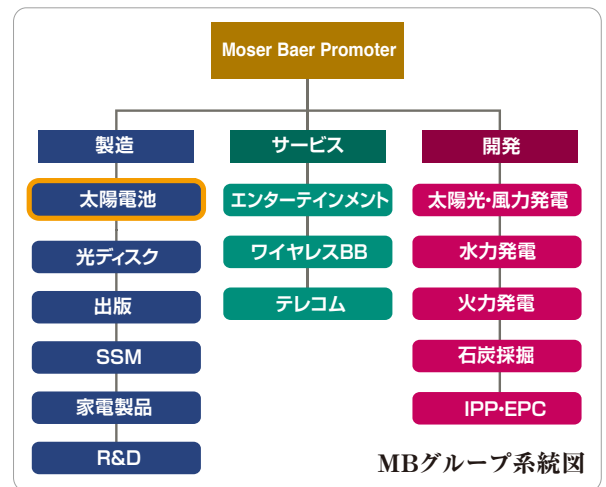 Moser Baer Promoter
製造
太陽電池
光ディスク
出版
SSM
家電製品
R&D
サービス
エンターテインメント
ワイヤレスBB
テレコム
開発
太陽光・風力発電
水力発電
火力発電
石炭採掘
IPP・EPC
MBグループ系統図